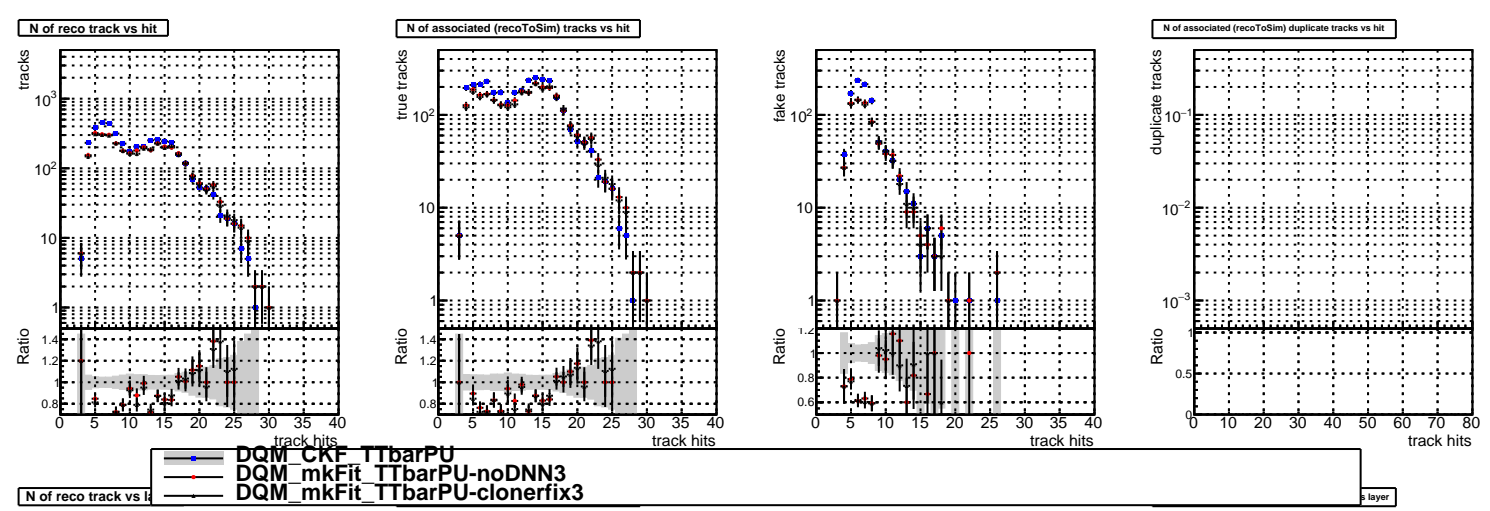 N of reco track vs hit
N of associated (recoToSim) tracks vs hit
N of associated (recoToSim) duplicate tracks vs hit
tracks
10³
10²
10
1
Ratio
1.4
1.2
1
0.8
0 5 10 15 20 25 30 35 40
track hits
true tracks
10²
10
1
Ratio
1.4
1.2
1
0.8
0 5 10 15 20 25 30 35 40
track hits
fake tracks
10²
10
1
Ratio
1.2
1
0.8
0.6
0 5 10 15 20 25 30 35 40
track hits
duplicate tracks
10⁻¹
10⁻²
10⁻³
Ratio
1
0.5
0
0 10 20 30 40 50 60 70 80
track hits
DQM_CKF_TTbarPU
DQM_mkFit_TTbarPU-noDNN3
DQM_mkFit_TTbarPU-clonerfix3
N of reco track vs la
s layer